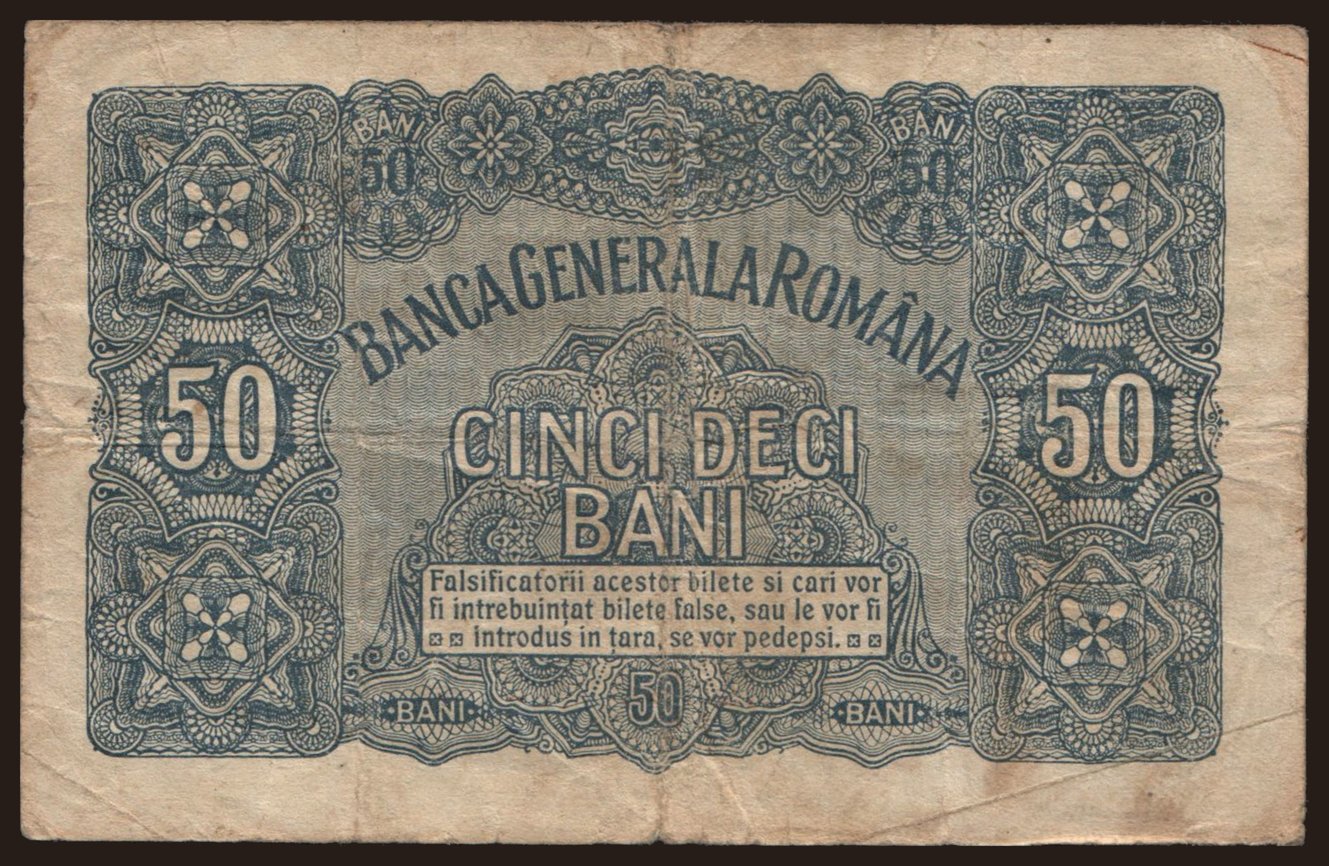 BANI
50
BANI
50
BANCA GENERALA ROMÂNA
50
50
CINCI DECI
BANI
Falsificatorii acestor bilete si cari vor
fi intrebuințat bilete false, sau le vor fi
introdus in țara, se vor pedepsi.
BANI
50
BANI